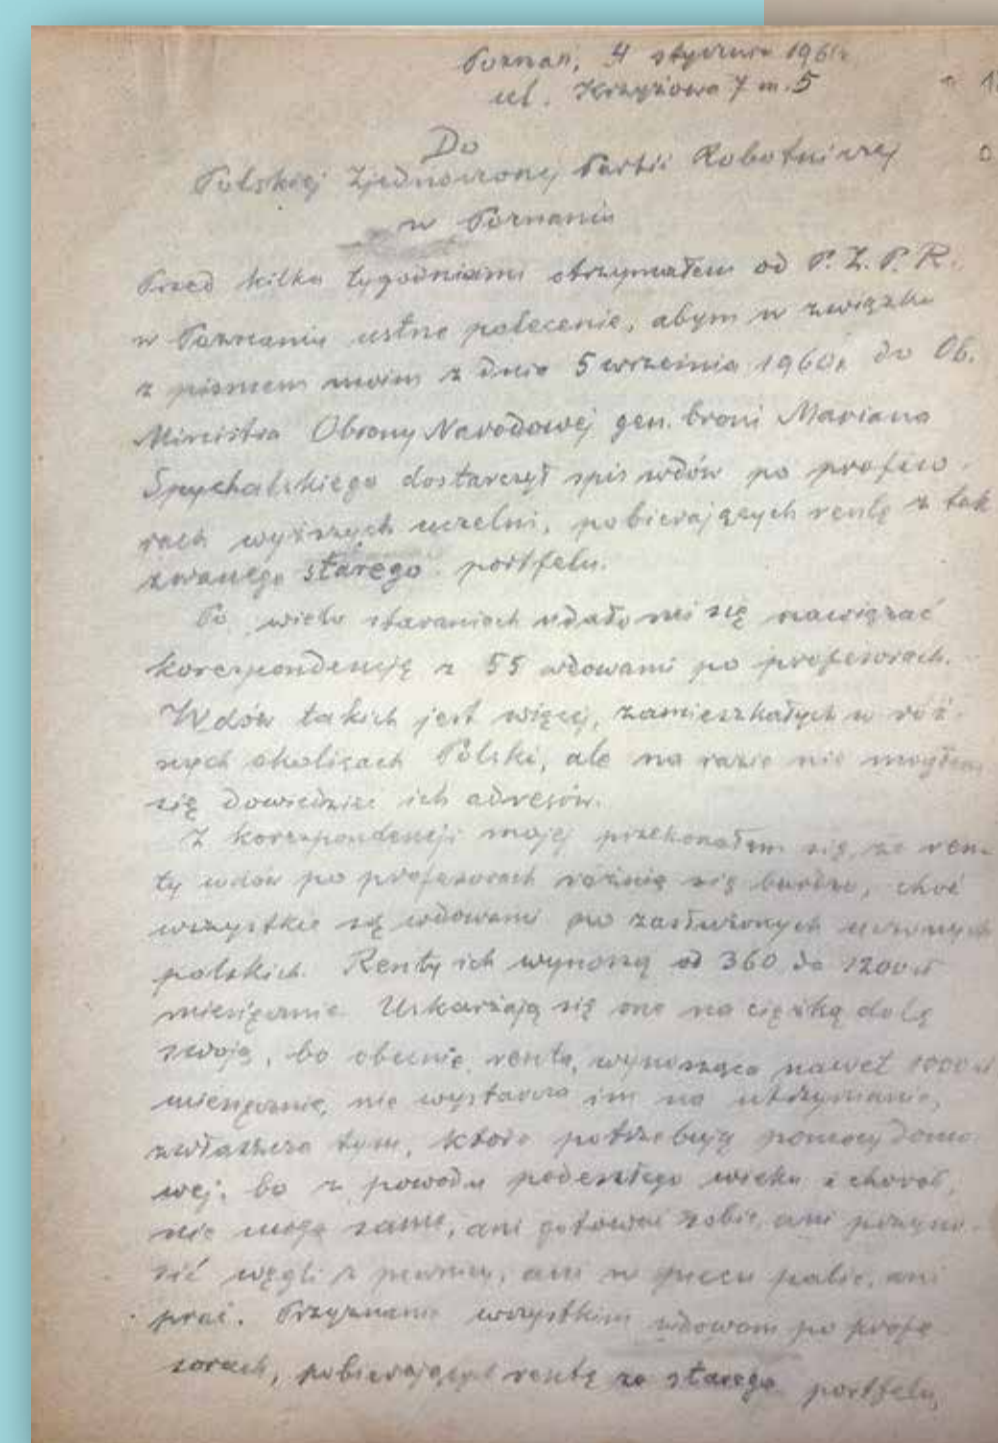 Poznań, 4 stycznia 1961r.
ul. Krzyżowa 7 m. 5
Do
Polskiej Zjednoczonej Partii Robotniczej
w Poznaniu
Przed kilku tygodniami otrzymałem od P. Z. P. R.
w Poznaniu ustne polecenie, abym w związku
z pismem moim z dnia 5 września 1960r. do Ob.
Ministra Obrony Narodowej gen. broni Mariana
Spychalskiego dostarczył spis wdów po profeso-
rach wyższych uczelni, pobierających rentę z tak
zwanego starego portfelu.
Po wielu staraniach udało mi się nawiązać
korespondencję z 55 wdowami po profesorach.
Wdów takich jest więcej, zamieszkałych w róż-
nych okolicach Polski, ale na razie nie mogłem
się dowiedzieć ich adresów.
Z korespondencji mojej przekonałem się, że ren-
ty wdów po profesorach różnią się bardzo, choć
wszystkie są wdowami po zasłużonych uczonych
polskich. Renty ich wynoszą od 360 do 1200 zł
miesięcznie. Uskarżają się one na ciężką dolę
swoją, bo obecnie renta, wynosząca nawet 1000 zł
miesięcznie, nie wystarcza im na utrzymanie,
zwłaszcza tym, które potrzebują pomocy domo-
wej, bo z powodu podeszłego wieku i chorób,
nie mogą same, ani gotować sobie, ani przyno-
sić węgli z piwnicy, ani w piecu palić, ani
prać. Przyznanie wszystkim wdowom po profe-
sorach, pobierającym rentę ze starego portfelu,